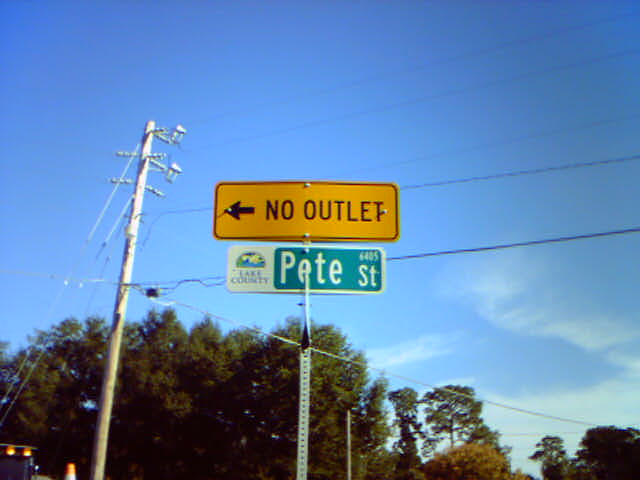 NO OUTLET
LAKE
COUNTY
Pete St
6405